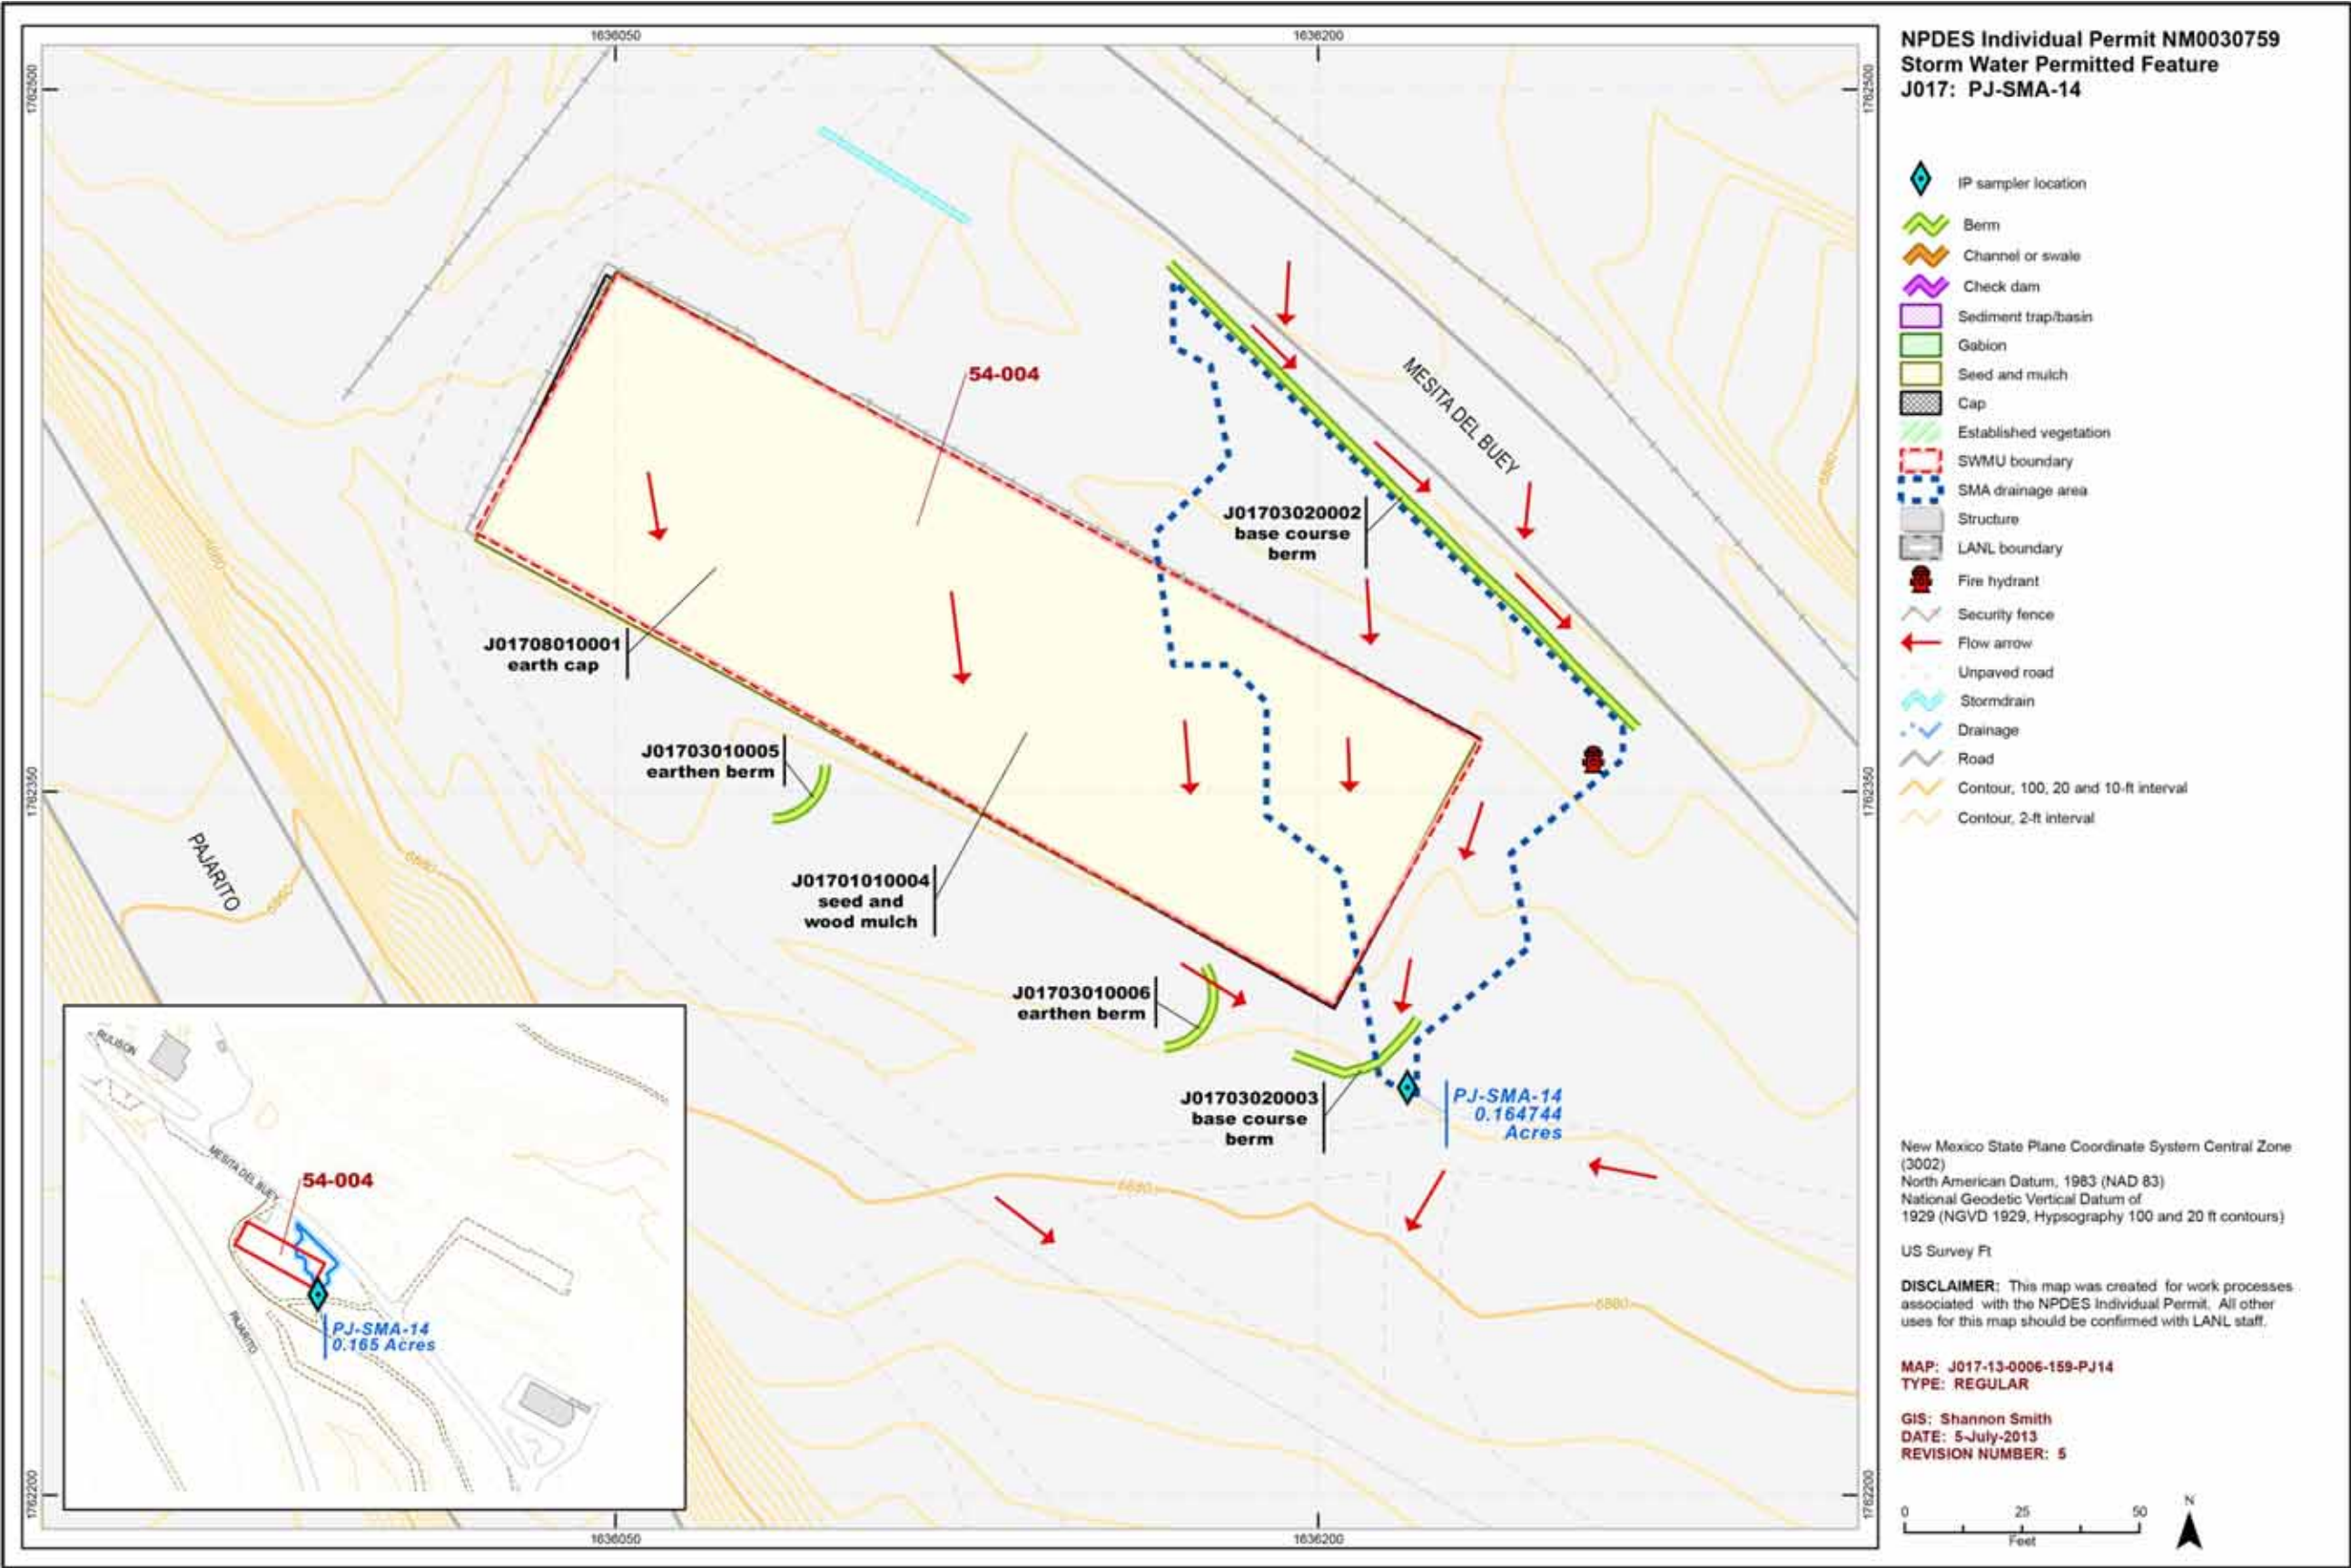 1636050
1636200
1762500
1762500
NPDES Individual Permit NM0030759
Storm Water Permitted Feature
J017: PJ-SMA-14
IP sampler location
Berm
Channel or swale
Check dam
Sediment trap/basin
Gabion
Seed and mulch
Cap
Established vegetation
SWMU boundary
SMA drainage area
Structure
LANL boundary
Fire hydrant
Security fence
Flow arrow
Unpaved road
Stormdrain
Drainage
Road
Contour, 100, 20 and 10-ft interval
Contour, 2-ft interval
54-004
MESITA DEL BUEY
6880
6680
J01703020002
base course
berm
J01708010001
earth cap
J01703010005
earthen berm
1762350
1762350
PAJARITO
J01701010004
seed and
wood mulch
J01703010006
earthen berm
J01703020003
base course
berm
PJ-SMA-14
0.164744
Acres
6880
RULISON
MESITA DEL BUEY
54-004
PJ-SMA-14
0.165 Acres
PAJARITO
1762200
1762200
1636050
1636200
New Mexico State Plane Coordinate System Central Zone
(3002)
North American Datum, 1983 (NAD 83)
National Geodetic Vertical Datum of
1929 (NGVD 1929, Hypsography 100 and 20 ft contours)
US Survey Ft
DISCLAIMER: This map was created for work processes
associated with the NPDES Individual Permit. All other
uses for this map should be confirmed with LANL staff.
MAP: J017-13-0006-159-PJ14
TYPE: REGULAR
GIS: Shannon Smith
DATE: 5-July-2013
REVISION NUMBER: 5
0 25 50
Feet
N